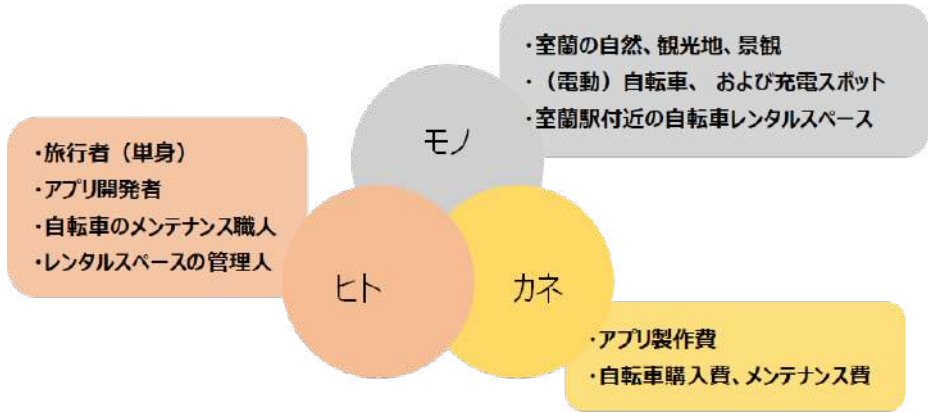 ・室蘭の自然、観光地、景観
・（電動）自転車、 および充電スポット
・室蘭駅付近の自転車レンタルスペース
モノ
・旅行者（単身）
・アプリ開発者
・自転車のメンテナンス職人
・レンタルスペースの管理人
ヒト
カネ
・アプリ製作費
・自転車購入費、メンテナンス費